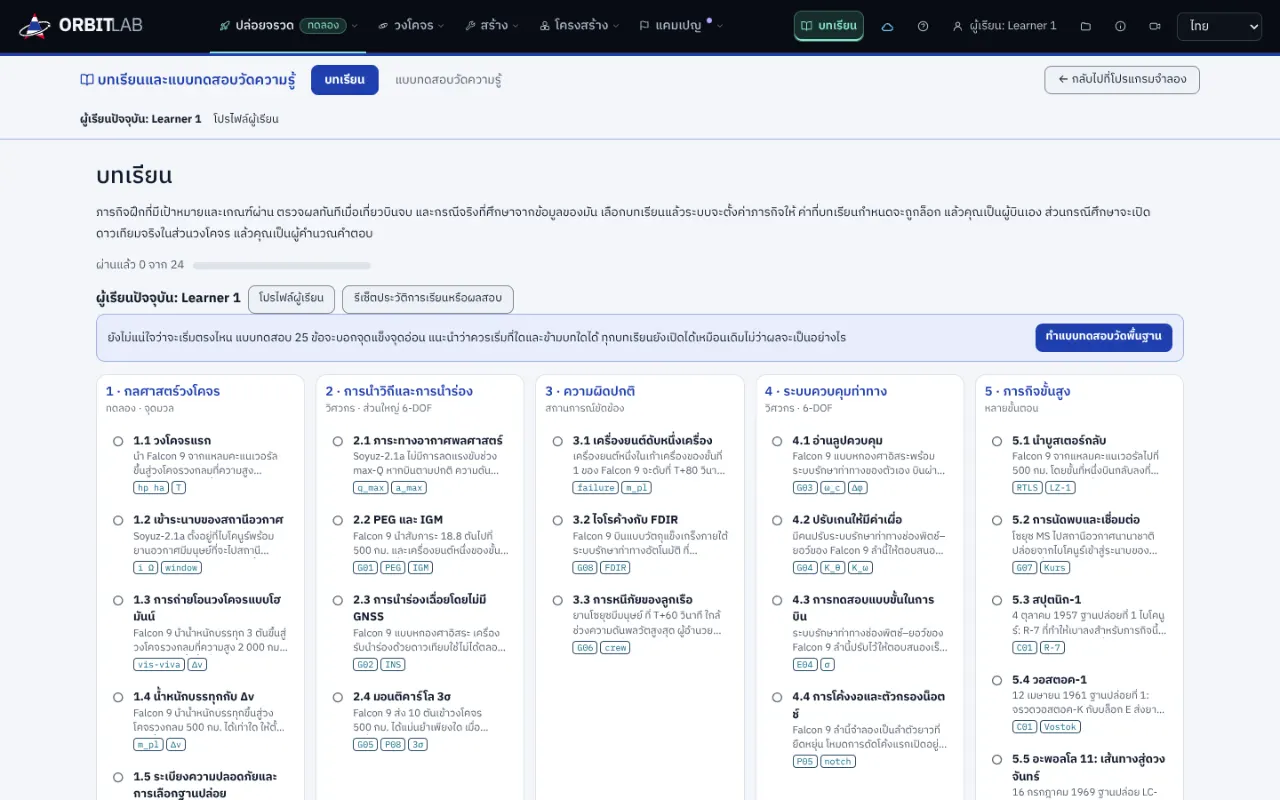 ORBITLAB
ปล่อยจรวด ทดลอง
วงโคจร
สร้าง
โครงสร้าง
แคมเปญ
บทเรียน
ผู้เรียน: Learner 1
ไทย
บทเรียนและแบบทดสอบวัดความรู้
บทเรียน
แบบทดสอบวัดความรู้
← กลับไปที่โปรแกรมจำลอง
ผู้เรียนปัจจุบัน: Learner 1 โปรไฟล์ผู้เรียน
บทเรียน
ภารกิจฝึกที่มีเป้าหมายและเกณฑ์ผ่าน ตรวจผลทันทีเมื่อเที่ยวบินจบ และกรณีจริงที่ศึกษาจากข้อมูลของมัน เลือกบทเรียนแล้วระบบจะตั้งค่าภารกิจให้ ค่าที่บทเรียนกำหนดจะถูกล็อก แล้วคุณเป็นผู้บินเอง ส่วนกรณีศึกษาจะเปิด
ดาวเทียมจริงในส่วนวงโคจร แล้วคุณเป็นผู้คำนวณคำตอบ
ผ่านแล้ว 0 จาก 24
ผู้เรียนปัจจุบัน: Learner 1 โปรไฟล์ผู้เรียน รีเซ็ตประวัติการเรียนหรือผลสอบ
ยังไม่แน่ใจว่าจะเริ่มตรงไหน แบบทดสอบ 25 ข้อจะบอกจุดแข็งจุดอ่อน แนะนำว่าควรเริ่มที่ใดและข้ามบทใดได้ ทุกบทเรียนยังเปิดได้เหมือนเดิมไม่ว่าผลจะเป็นอย่างไร
ทำแบบทดสอบวัดพื้นฐาน
1 · กลศาสตร์วงโคจร
ทดลอง · จุดมวล
1.1 วงโคจรแรก
นำ Falcon 9 จากแหลมคะแนเวอรัล
ขึ้นสู่วงโคจรวงกลมที่ความสูง...
hp ha T
1.2 เข้าระนาบของสถานีอวกาศ
Soyuz-2.1a ตั้งอยู่ที่ไบโคนูร์พร้อม
ยานอวกาศมีมนุษย์ที่จะไปสถานี...
i Ω window
1.3 การถ่ายโอนวงโคจรแบบโฮ
มันน์
Falcon 9 นำน้ำหนักบรรทุก 3 ตันขึ้นสู่
วงโคจรวงกลมที่ความสูง 2 000 กม...
vis-viva Δv
1.4 น้ำหนักบรรทุกกับ Δv
Falcon 9 นำน้ำหนักบรรทุกขึ้นสู่วง
โคจรวงกลม 500 กม. ได้เท่าใด ให้ตั้...
m_pl Δv
1.5 ระเบียงความปลอดภัยและ
การเลือกฐานปล่อย
2 · การนำวิถีและการนำร่อง
วิศวกร · ส่วนใหญ่ 6-DOF
2.1 ภาระทางอากาศพลศาสตร์
Soyuz-2.1a ไม่มีการลดแรงขับช่วง
max-Q หากบินตามปกติ ความดัน...
q_max a_max
2.2 PEG และ IGM
Falcon 9 นำสัมภาระ 18.8 ตันไปที่
500 กม. และเครื่องยนต์หนึ่งของขั้น...
G01 PEG IGM
2.3 การนำร่องเฉื่อยโดยไม่มี
GNSS
Falcon 9 แบบหกองศาอิสระ เครื่อง
รับนำร่องด้วยดาวเทียมใช้ไม่ได้ตลอ...
G02 INS
2.4 มอนติคาร์โล 3σ
Falcon 9 ส่ง 10 ตันเข้าวงโคจร
500 กม. ได้แม่นยำเพียงใด เมื่อ...
G05 P08 3σ
3 · ความผิดปกติ
สถานการณ์ขัดข้อง
3.1 เครื่องยนต์ดับหนึ่งเครื่อง
เครื่องยนต์หนึ่งในเก้าเครื่องของขั้นที่
1 ของ Falcon 9 จะดับที่ T+80 วินา...
failure m_pl
3.2 ไจโรค้างกับ FDIR
Falcon 9 บินแบบวัตถุแข็งเกร็งภายใต้
ระบบรักษาท่าทางอัตโนมัติ ที่...
G08 FDIR
3.3 การหนีภัยของลูกเรือ
ยานโซยุซมีมนุษย์ ที่ T+60 วินาที ใกล้
ช่วงความดันพลวัตสูงสุด ผู้อำนวย...
G06 crew
4 · ระบบควบคุมท่าทาง
วิศวกร · 6-DOF
4.1 อ่านลูปควบคุม
Falcon 9 แบบหกองศาอิสระพร้อม
ระบบรักษาท่าทางของตัวเอง บินผ่า...
G03 ω_c Δφ
4.2 ปรับเกนให้มีค่าเผื่อ
มีคนปรับระบบรักษาท่าทางช่องพิตช์–
ยอว์ของ Falcon 9 ลำนี้ให้ตอบสนอ...
G04 K_θ K_ω
4.3 การทดสอบแบบขั้นในการ
บิน
ระบบรักษาท่าทางช่องพิตช์–ยอว์ของ
Falcon 9 ลำนี้ปรับไว้ให้ตอบสนองเร็...
E04 σ
4.4 การโค้งงอและตัวกรองน็อต
ช์
Falcon 9 ลำนี้จำลองเป็นลำตัวยาวที่
ยืดหยุ่น โหมดการดัดโค้งแรกเปิดอยู่...
P05 notch
5 · ภารกิจขั้นสูง
หลายขั้นตอน
5.1 นำบูสเตอร์กลับ
Falcon 9 จากแหลมคะแนเวอรัลไปที่
500 กม. โดยขั้นที่หนึ่งบินกลับลงที่...
RTLS LZ-1
5.2 การนัดพบและเชื่อมต่อ
โซยุซ MS ไปสถานีอวกาศนานาชาติ
ปล่อยจากไบโคนูร์เข้าสู่ระนาบของ...
G07 Kurs
5.3 สปุตนิก-1
4 ตุลาคม 1957 ฐานปล่อยที่ 1 ไบโคนู
ร์: R-7 ที่ทำให้เบาลงสำหรับภารกิจนี้...
C01 R-7
5.4 วอสตอค-1
12 เมษายน 1961 ฐานปล่อยที่ 1:
จรวดวอสตอค-K กับบล็อก E ส่งยา...
C01 Vostok
5.5 อะพอลโล 11: เส้นทางสู่ดวง
จันทร์
16 กรกฎาคม 1969 ฐานปล่อย LC-